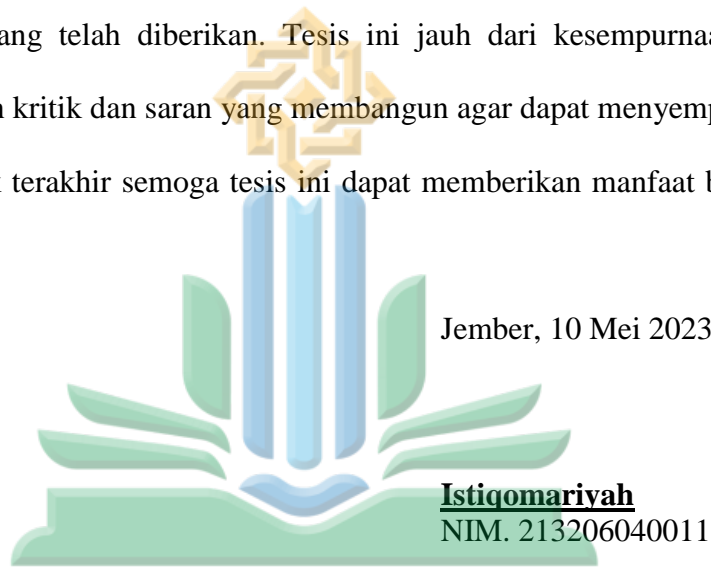 ang telah diberikan. Tesis ini jauh dari kesempurnaa
kritik dan saran yang membangun agar dapat menyemp
terakhir semoga tesis ini dapat memberikan manfaat
Jember, 10 Mei 2023
Istiqomariyah
NIM. 213206040011